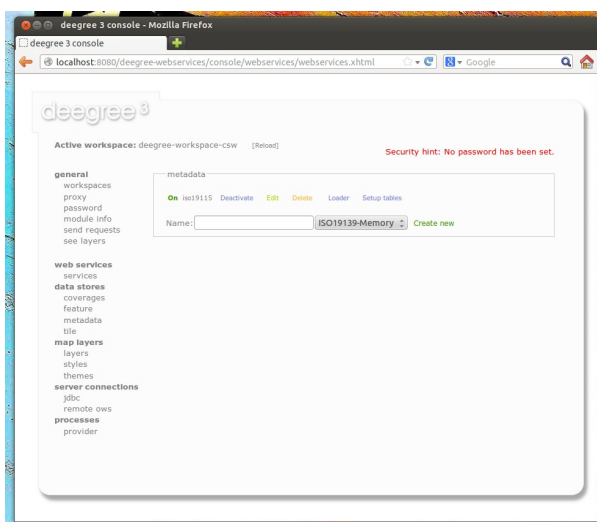 deegree 3 console - Mozilla Firefox
deegree 3 console
localhost:8080/deegree-webservices/console/webservices/webservices.xhtml
Google
deegree 3
Active workspace: deegree-workspace-csw [Reload]
Security hint: No password has been set.
general
workspaces
proxy
password
module info
send requests
see layers
web services
services
data stores
coverages
feature
metadata
tile
map layers
layers
styles
themes
server connections
jdbc
remote ows
processes
provider
metadata
On iso19115 Deactivate Edit Delete Loader Setup tables
Name: ISO19139-Memory Create new